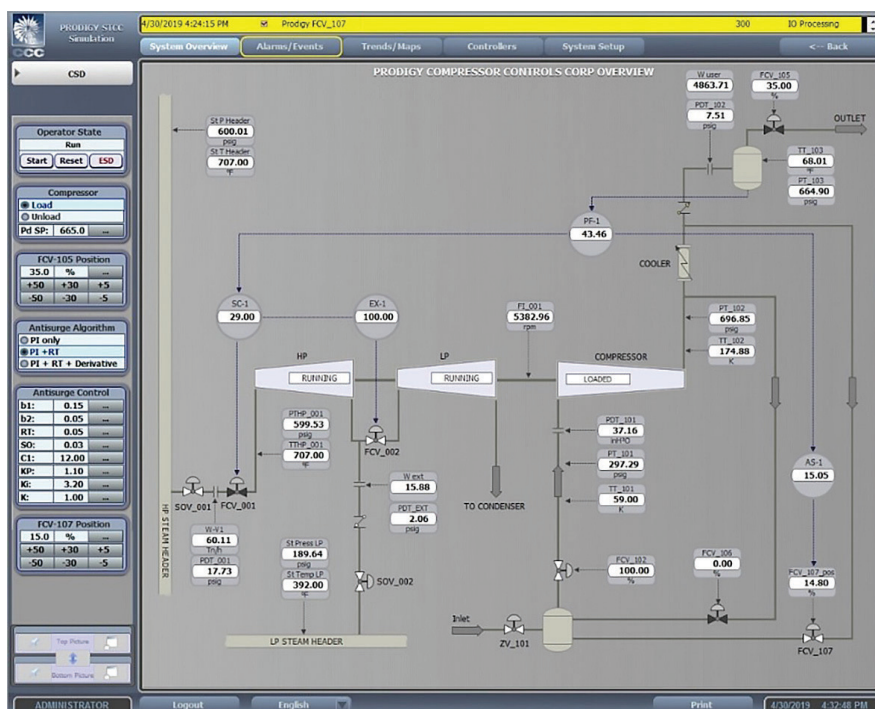 PRODIGY STCC
Simulation
CCC
4/30/2019 4:24:15 PM Prodigy FCV_107 300 IO Processing
System Overview Alarms/Events Trends/Maps Controllers System Setup <-- Back
CSD
Operator State
Run
Start Reset ESD
Compressor
Load
Unload
Pd SP: 665.0 ...
FCV-105 Position
35.0 % ...
+50 +30 +5
-50 -30 -5
Antisurge Algorithm
PI only
PI +RT
PI + RT + Derivative
Antisurge Control
b1: 0.15 ...
b2: 0.05 ...
RT: 0.05 ...
SO: 0.03 ...
C1: 12.00 ...
KP: 1.10 ...
Ki: 3.20 ...
K: 1.00 ...
FCV-107 Position
15.0 % ...
+50 +30 +5
-50 -30 -5
Top Picture
Bottom Picture
PRODIGY COMPRESSOR CONTROLS CORP OVERVIEW
St P Header
600.01
psig
St T Header
707.00
°F
W user
4863.71
PDT_102
7.51
psig
FCV_105
35.00
%
OUTLET
TT_103
68.01
°F
PT_103
664.90
psig
PF-1
43.46
COOLER
SC-1
29.00
EX-1
100.00
FI_001
5382.96
rpm
PT_102
696.85
psig
TT_102
174.88
K
HP
RUNNING
LP
RUNNING
COMPRESSOR
LOADED
PTHP_001
599.53
psig
TTHP_001
707.00
°F
FCV_002
PDT_101
37.16
inH²O
PT_101
297.29
psig
TT_101
59.00
K
AS-1
15.05
SOV_001
FCV_001
W ext
15.88
PDT_EXT
2.06
psig
TO CONDENSER
W-V1
60.11
Tn/h
PDT_001
17.73
psig
HP STEAM HEADER
St Press LP
189.64
psig
St Temp LP
392.00
°F
SOV_002
LP STEAM HEADER
FCV_102
100.00
%
FCV_106
0.00
%
FCV_107_pos
14.80
%
FCV_107
Inlet
ZV_101
ADMINISTRATOR Logout English Print 4/30/2019 4:32:48 PM